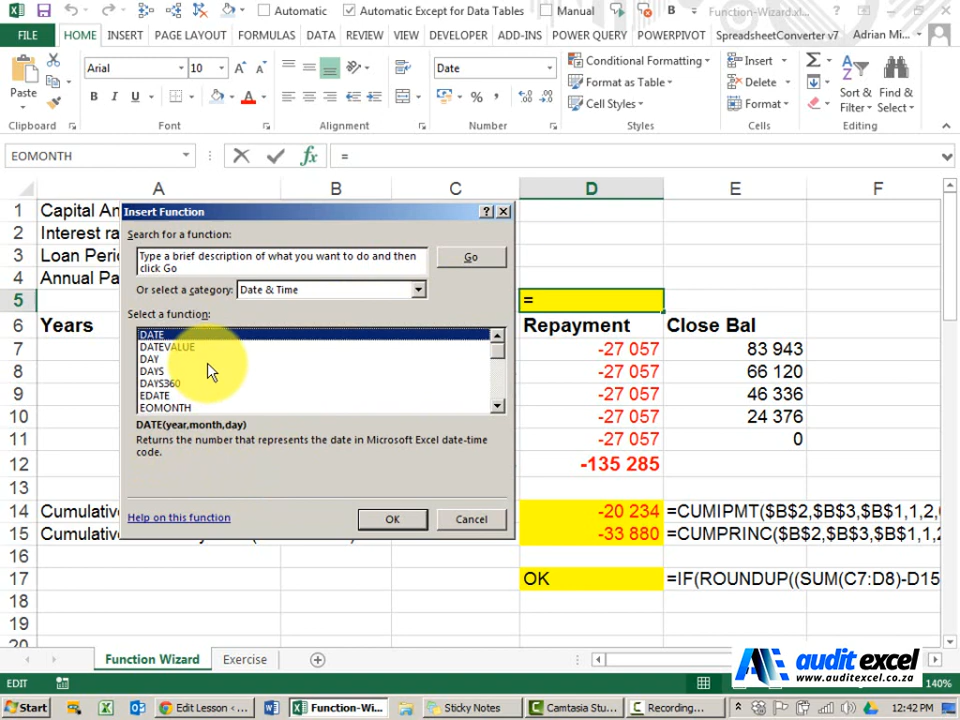 Automatic Automatic Except for Data Tables Manual B Function-Wizard.xl...
FILE HOME INSERT PAGE LAYOUT FORMULAS DATA REVIEW VIEW DEVELOPER ADD-INS POWER QUERY POWERPIVOT SpreadsheetConverter v7 Adrian Mi...
Paste
Arial 10 A A
B I U A
Date
% ,
Conditional Formatting
Format as Table
Cell Styles
Insert
Delete
Format
Sort & Filter
Find & Select
Clipboard Font Alignment Number Styles Cells Editing
EOMONTH fx =
A B C D E F
1 Capital An
2 Interest ra
3 Loan Peri
4 Annual Pa
5 =
6 Years Repayment Close Bal
7 -27 057 83 943
8 -27 057 66 120
9 -27 057 46 336
10 -27 057 24 376
11 -27 057 0
12 -135 285
13
14 Cumulative -20 234 =CUMIPMT($B$2,$B$3,$B$1,1,2,
15 Cumulative -33 880 =CUMPRINC($B$2,$B$3,$B$1,1,2
16
17 OK =IF(ROUNDUP((SUM(C7:D8)-D15
18
19
20
Insert Function
? X
Search for a function:
Type a brief description of what you want to do and then
click Go
Go
Or select a category: Date & Time
Select a function:
DATE
DATEVALUE
DAY
DAYS
DAYS360
EDATE
EOMONTH
DATE(year,month,day)
Returns the number that represents the date in Microsoft Excel date-time
code.
Help on this function
OK Cancel
Function Wizard Exercise
audit excel
www.auditexcel.co.za
EDIT 140%
Start Edit Lesson < ... Function-Wi... Sticky Notes Camtasia Stu... Recording... 12:42 PM